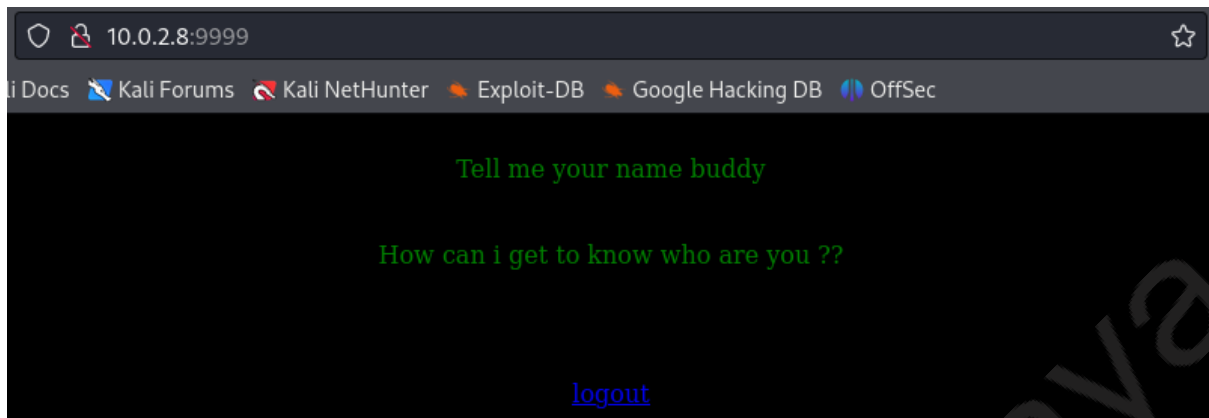 10.0.2.8:9999
li Docs Kali Forums Kali NetHunter Exploit-DB Google Hacking DB OffSec
Tell me your name buddy
How can i get to know who are you ??
logout